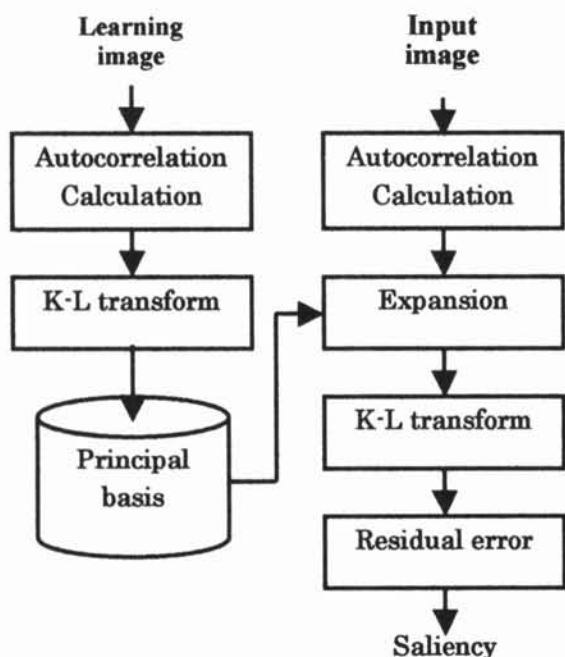 Learning
image
Autocorrelation
Calculation
K-L transform
Principal
basis
Input
image
Autocorrelation
Calculation
Expansion
K-L transform
Residual error
Saliency